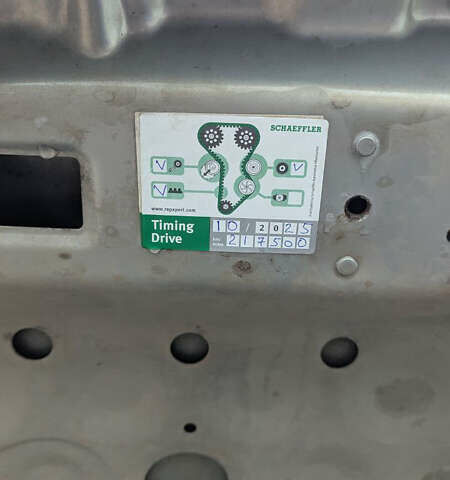 SCHAEFFLER
V
V
V
www.repxpert.com
Timing Drive
10/2025
217500